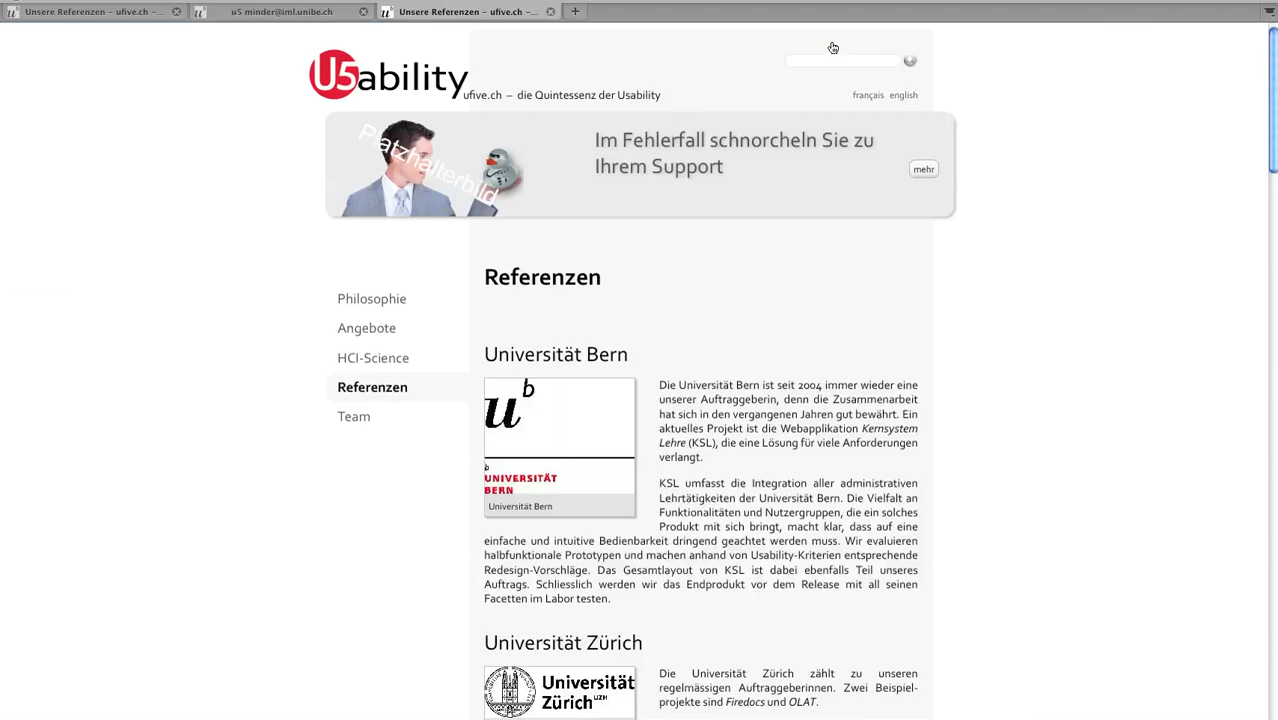 Unsere Referenzen – ufive.ch –...
u5 minder@iml.unibe.ch
Unsere Referenzen – ufive.ch –...
U5ability
ufive.ch – die Quintessenz der Usability
français english
Platzhalterbild
Im Fehlerfall schnorcheln Sie zu
Ihrem Support
mehr
Philosophie
Angebote
HCI-Science
Referenzen
Team
Referenzen
Universität Bern
u b
b
UNIVERSITÄT
BERN
Universität Bern
Die Universität Bern ist seit 2004 immer wieder eine
unserer Auftraggeberin, denn die Zusammenarbeit
hat sich in den vergangenen Jahren gut bewährt. Ein
aktuelles Projekt ist die Webapplikation Kernsystem
Lehre (KSL), die eine Lösung für viele Anforderungen
verlangt.
KSL umfasst die Integration aller administrativen
Lehrtätigkeiten der Universität Bern. Die Vielfalt an
Funktionalitäten und Nutzergruppen, die ein solches
Produkt mit sich bringt, macht klar, dass auf eine
einfache und intuitive Bedienbarkeit dringend geachtet werden muss. Wir evaluieren
halbfunktionale Prototypen und machen anhand von Usability-Kriterien entsprechende
Redesign-Vorschläge. Das Gesamtlayout von KSL ist dabei ebenfalls Teil unseres
Auftrags. Schliesslich werden wir das Endprodukt vor dem Release mit all seinen
Facetten im Labor testen.
Universität Zürich
Universität
Zürich UZH
Die Universität Zürich zählt zu unseren
regelmässigen Auftraggeberinnen. Zwei Beispiel-
projekte sind Firedocs und OLAT.